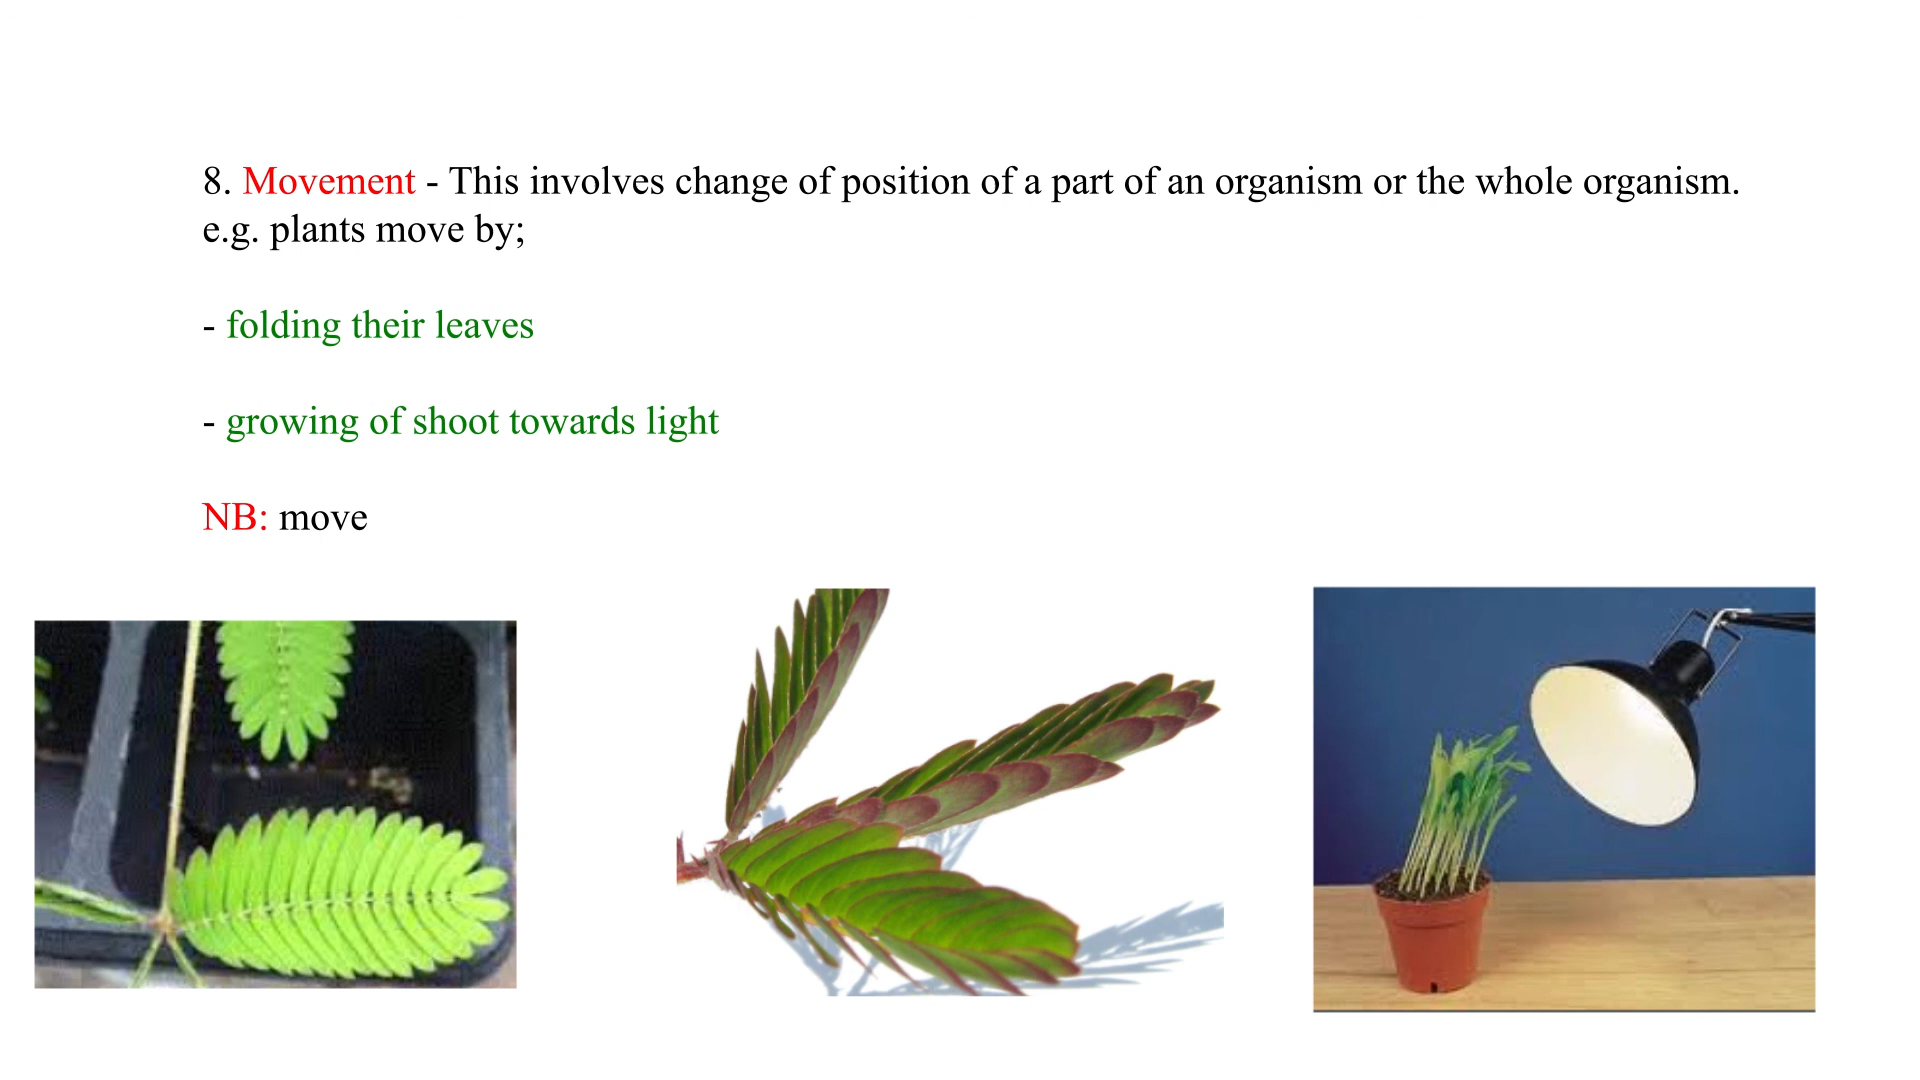 8. Movement - This involves change of position of a part of an organism or the whole organism.
e.g. plants move by;
- folding their leaves
- growing of shoot towards light
NB: move